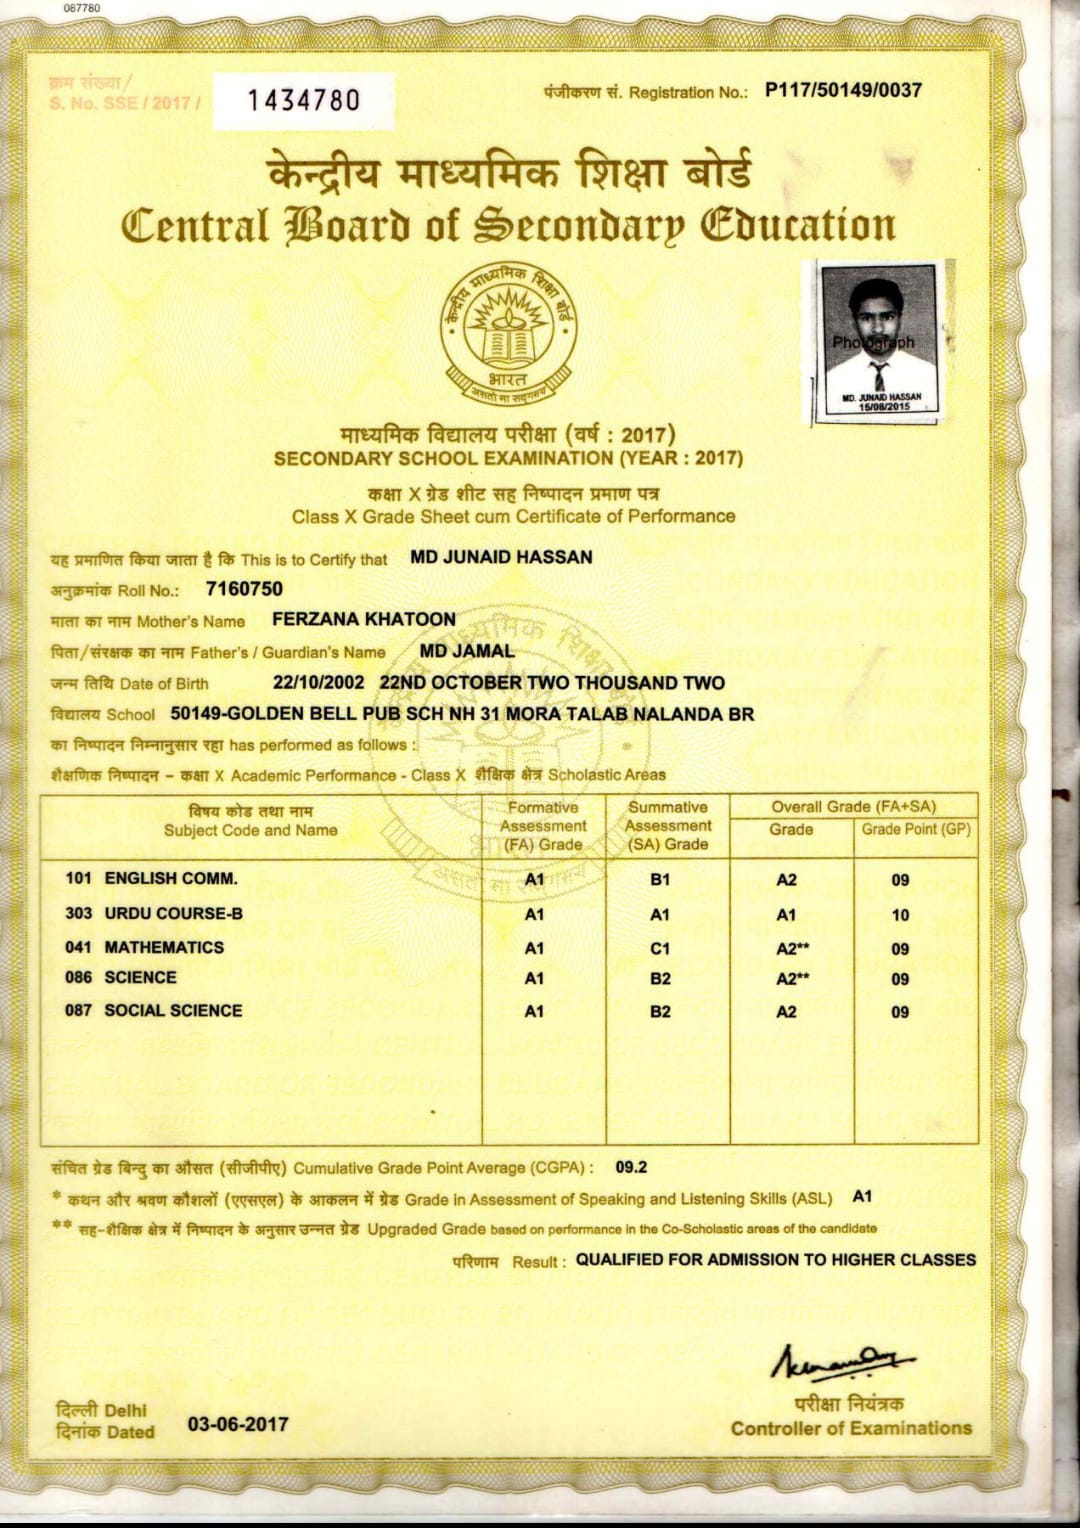 087780
क्रम संख्या/
S. No. SSE / 2017 / 1434780
पंजीकरण सं. Registration No.: P117/50149/0037
केन्द्रीय माध्यमिक शिक्षा बोर्ड
Central Board of Secondary Education
केन्द्रीय माध्यमिक शिक्षा बोर्ड
भारत
असतो मा सद्गमय
Photograph
MD. JUNAID HASSAN
15/08/2015
माध्यमिक विद्यालय परीक्षा (वर्ष : 2017)
SECONDARY SCHOOL EXAMINATION (YEAR : 2017)
कक्षा X ग्रेड शीट सह निष्पादन प्रमाण पत्र
Class X Grade Sheet cum Certificate of Performance
यह प्रमाणित किया जाता है कि This is to Certify that MD JUNAID HASSAN
अनुक्रमांक Roll No.: 7160750
माता का नाम Mother's Name FERZANA KHATOON
पिता/संरक्षक का नाम Father's / Guardian's Name MD JAMAL
जन्म तिथि Date of Birth 22/10/2002 22ND OCTOBER TWO THOUSAND TWO
विद्यालय School 50149-GOLDEN BELL PUB SCH NH 31 MORA TALAB NALANDA BR
का निष्पादन निम्नानुसार रहा has performed as follows :
शैक्षणिक निष्पादन – कक्षा X Academic Performance - Class X शैक्षिक क्षेत्र Scholastic Areas
विषय कोड तथा नाम
Subject Code and Name
Formative Assessment (FA) Grade
Summative Assessment (SA) Grade
Overall Grade (FA+SA)
Grade Grade Point (GP)
101 ENGLISH COMM. A1 B1 A2 09
303 URDU COURSE-B A1 A1 A1 10
041 MATHEMATICS A1 C1 A2** 09
086 SCIENCE A1 B2 A2** 09
087 SOCIAL SCIENCE A1 B2 A2 09
संचित ग्रेड बिन्दु का औसत (सीजीपीए) Cumulative Grade Point Average (CGPA) : 09.2
* कथन और श्रवण कौशलों (एएसएल) के आकलन में ग्रेड Grade in Assessment of Speaking and Listening Skills (ASL) A1
** सह-शैक्षिक क्षेत्र में निष्पादन के अनुसार उन्नत ग्रेड Upgraded Grade based on performance in the Co-Scholastic areas of the candidate
परिणाम Result : QUALIFIED FOR ADMISSION TO HIGHER CLASSES
दिल्ली Delhi
दिनांक Dated 03-06-2017
परीक्षा नियंत्रक
Controller of Examinations